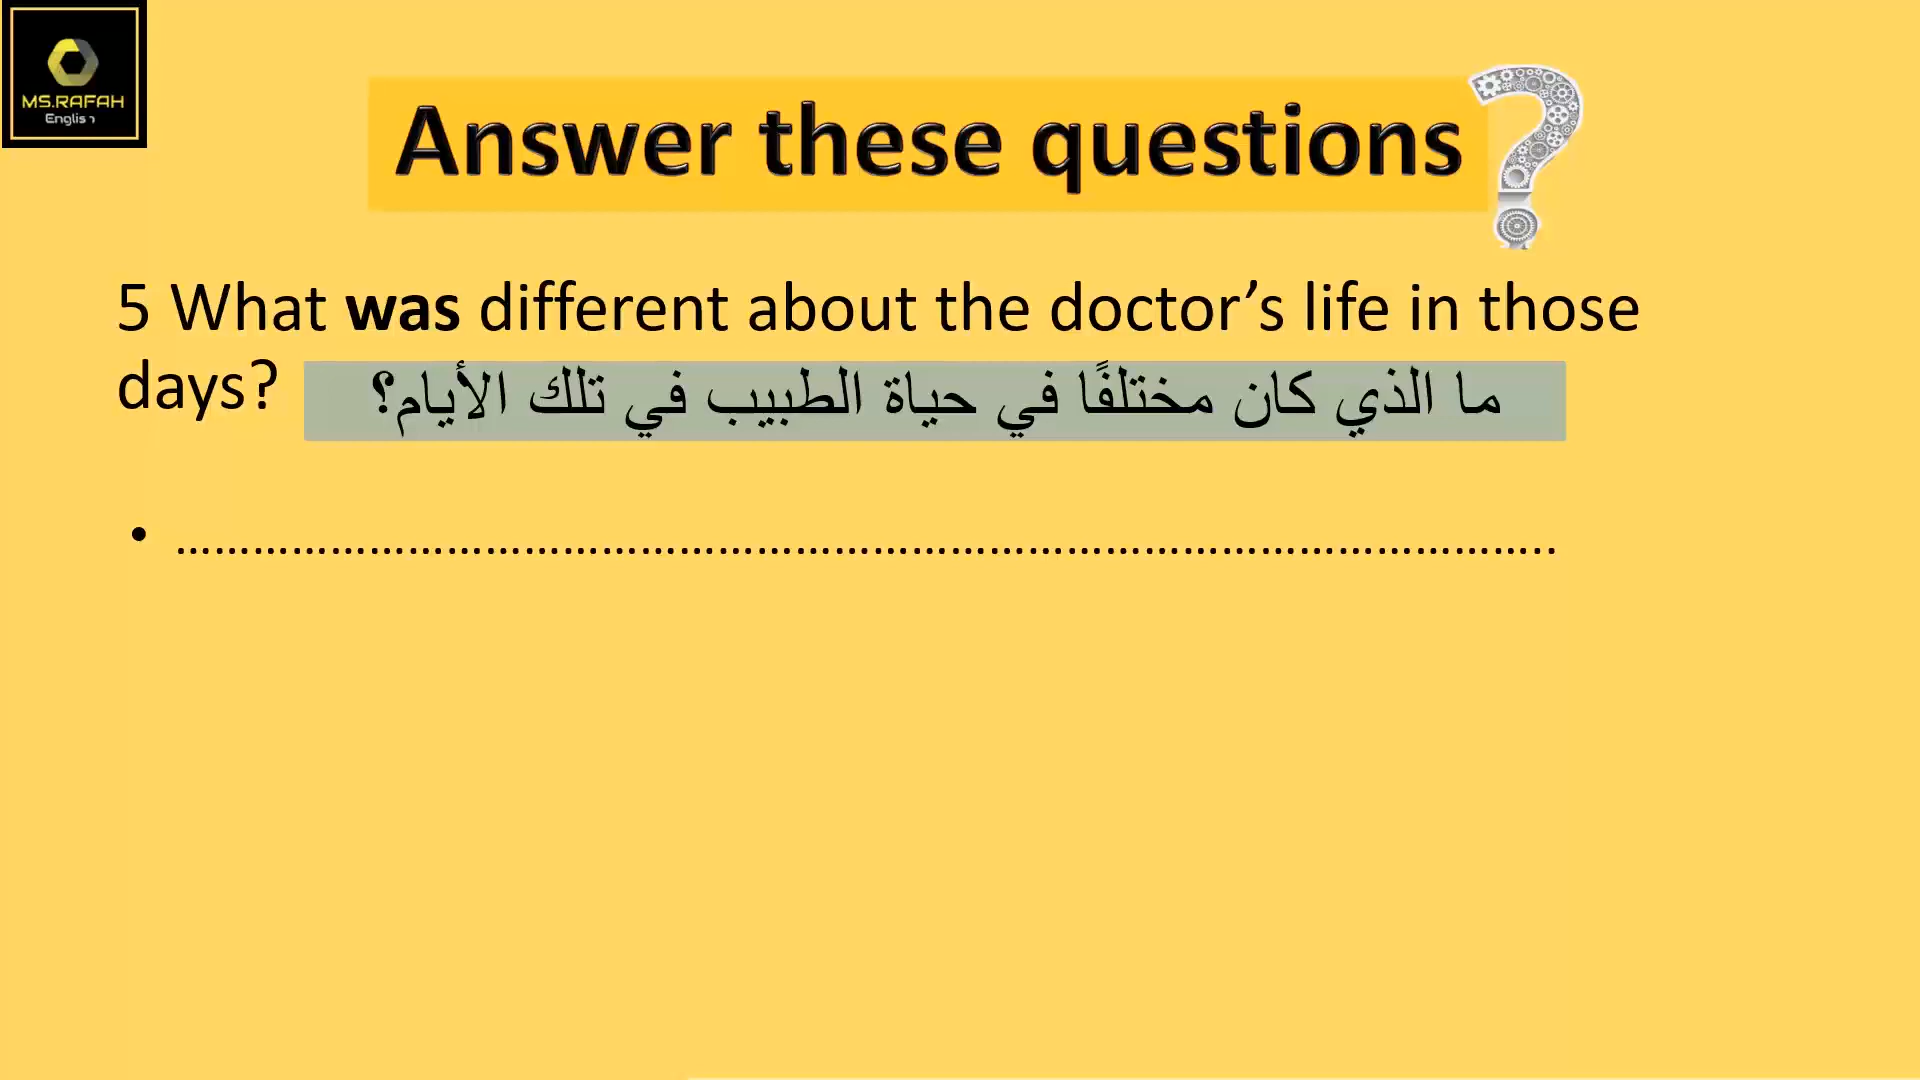 MS.RAFAH
English
Answer these questions
5 What was different about the doctor’s life in those
days?
ما الذي كان مختلفًا في حياة الطبيب في تلك الأيام؟
• ……………………………………………………………………………………………..